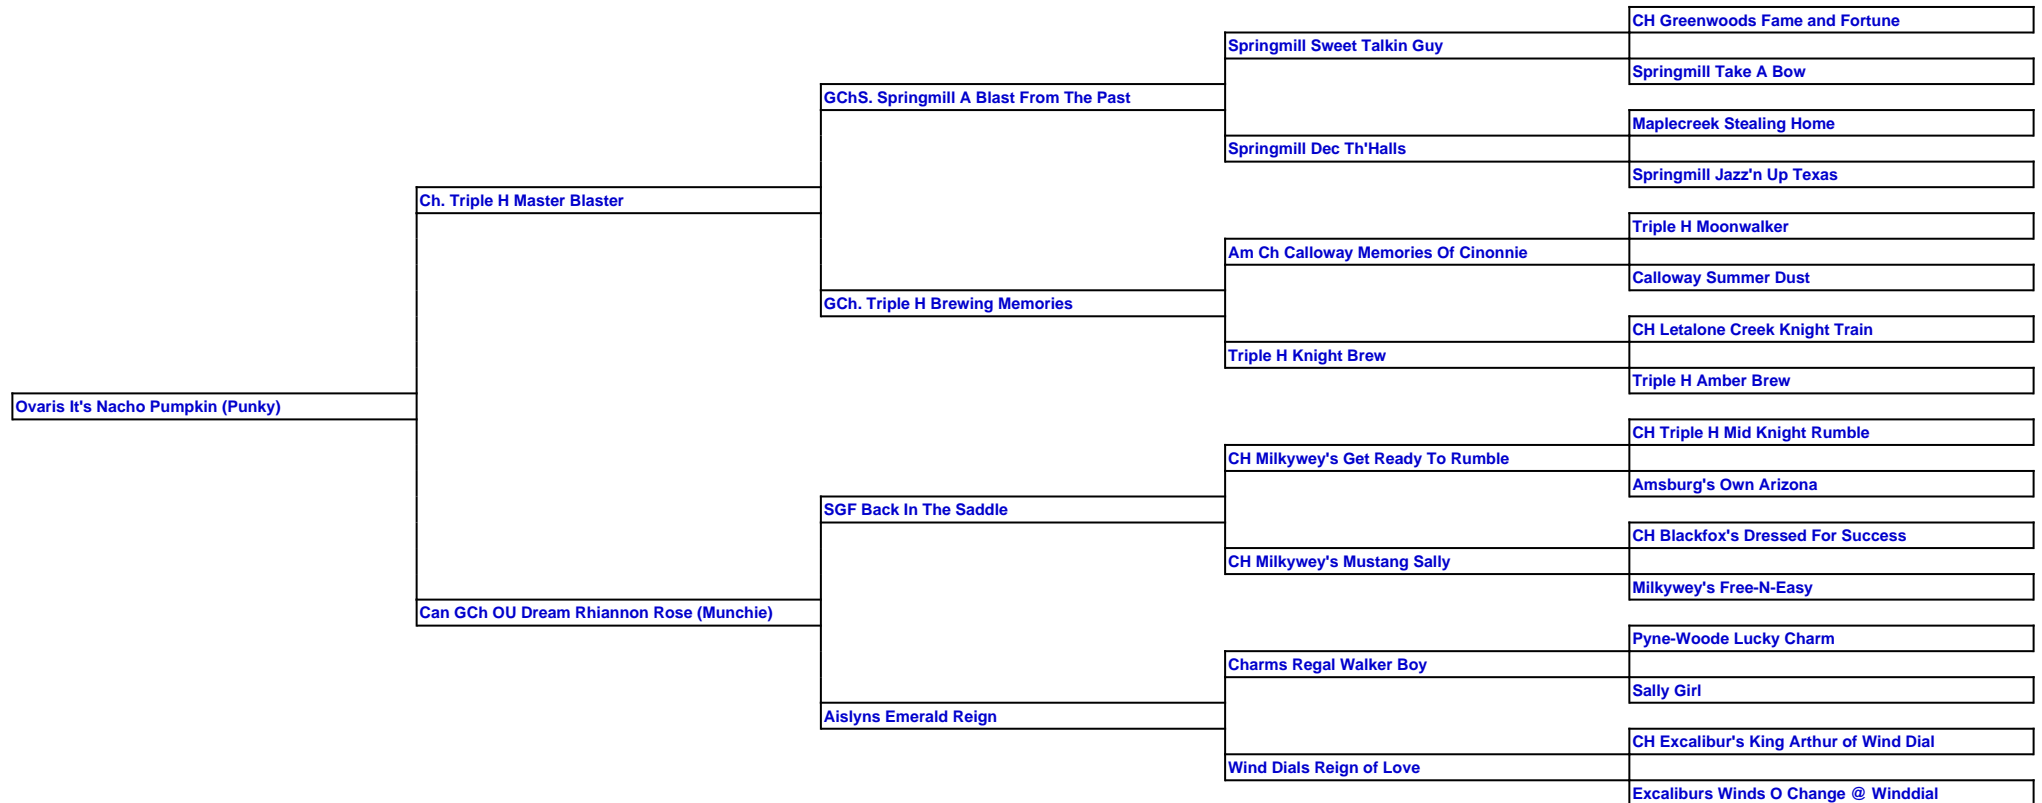 CH Greenwoods Fame and Fortune
Springmill Sweet Talkin Guy
Springmill Take A Bow
GChS. Springmill A Blast From The Past
Maplecreek Stealing Home
Springmill Dec Th'Halls
Springmill Jazz'n Up Texas
Ch. Triple H Master Blaster
Triple H Moonwalker
Am Ch Calloway Memories Of Cinonnie
Calloway Summer Dust
GCh. Triple H Brewing Memories
CH Letalone Creek Knight Train
Triple H Knight Brew
Triple H Amber Brew
Ovaris It's Nacho Pumpkin (Punky)
CH Triple H Mid Knight Rumble
CH Milkywey's Get Ready To Rumble
Amsburg's Own Arizona
SGF Back In The Saddle
CH Blackfox's Dressed For Success
CH Milkywey's Mustang Sally
Milkywey's Free-N-Easy
Can GCh OU Dream Rhiannon Rose (Munchie)
Pyne-Woode Lucky Charm
Charms Regal Walker Boy
Sally Girl
Aislyns Emerald Reign
CH Excalibur's King Arthur of Wind Dial
Wind Dials Reign of Love
Excaliburs Winds O Change @ Winddial